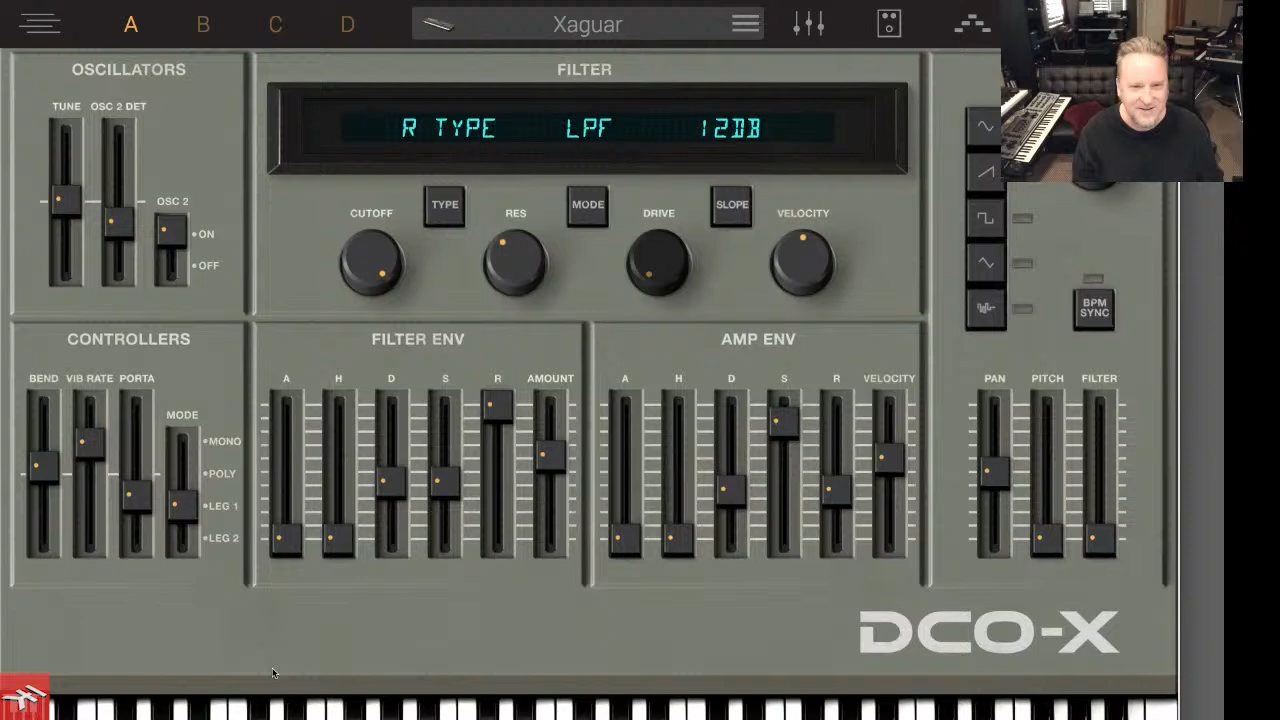 A B C D Xaguar
OSCILLATORS
TUNE OSC 2 DET
OSC 2
ON
OFF
FILTER
R TYPE LPF 12DB
TYPE MODE SLOPE
CUTOFF RES DRIVE VELOCITY
BPM
SYNC
CONTROLLERS
BEND VIB RATE PORTA
MODE
MONO
POLY
LEG 1
LEG 2
FILTER ENV
A H D S R AMOUNT
AMP ENV
A H D S R VELOCITY
PAN PITCH FILTER
DCO-X